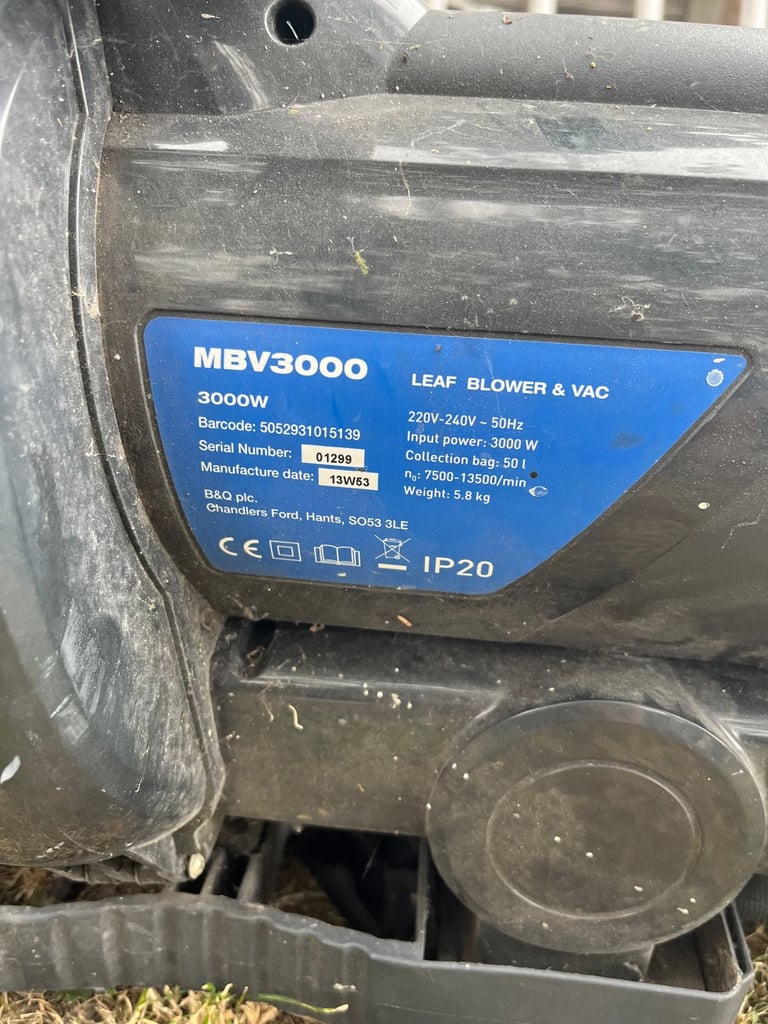 MBV3000
3000W
Barcode: 5052931015139
Serial Number: 01299
Manufacture date: 13W53
B&Q plc.
Chandlers Ford, Hants, SO53 3LE
LEAF BLOWER & VAC
220V-240V ~ 50Hz
Input power: 3000 W
Collection bag: 50 l
n₀: 7500-13500/min
Weight: 5.8 kg
CE IP20